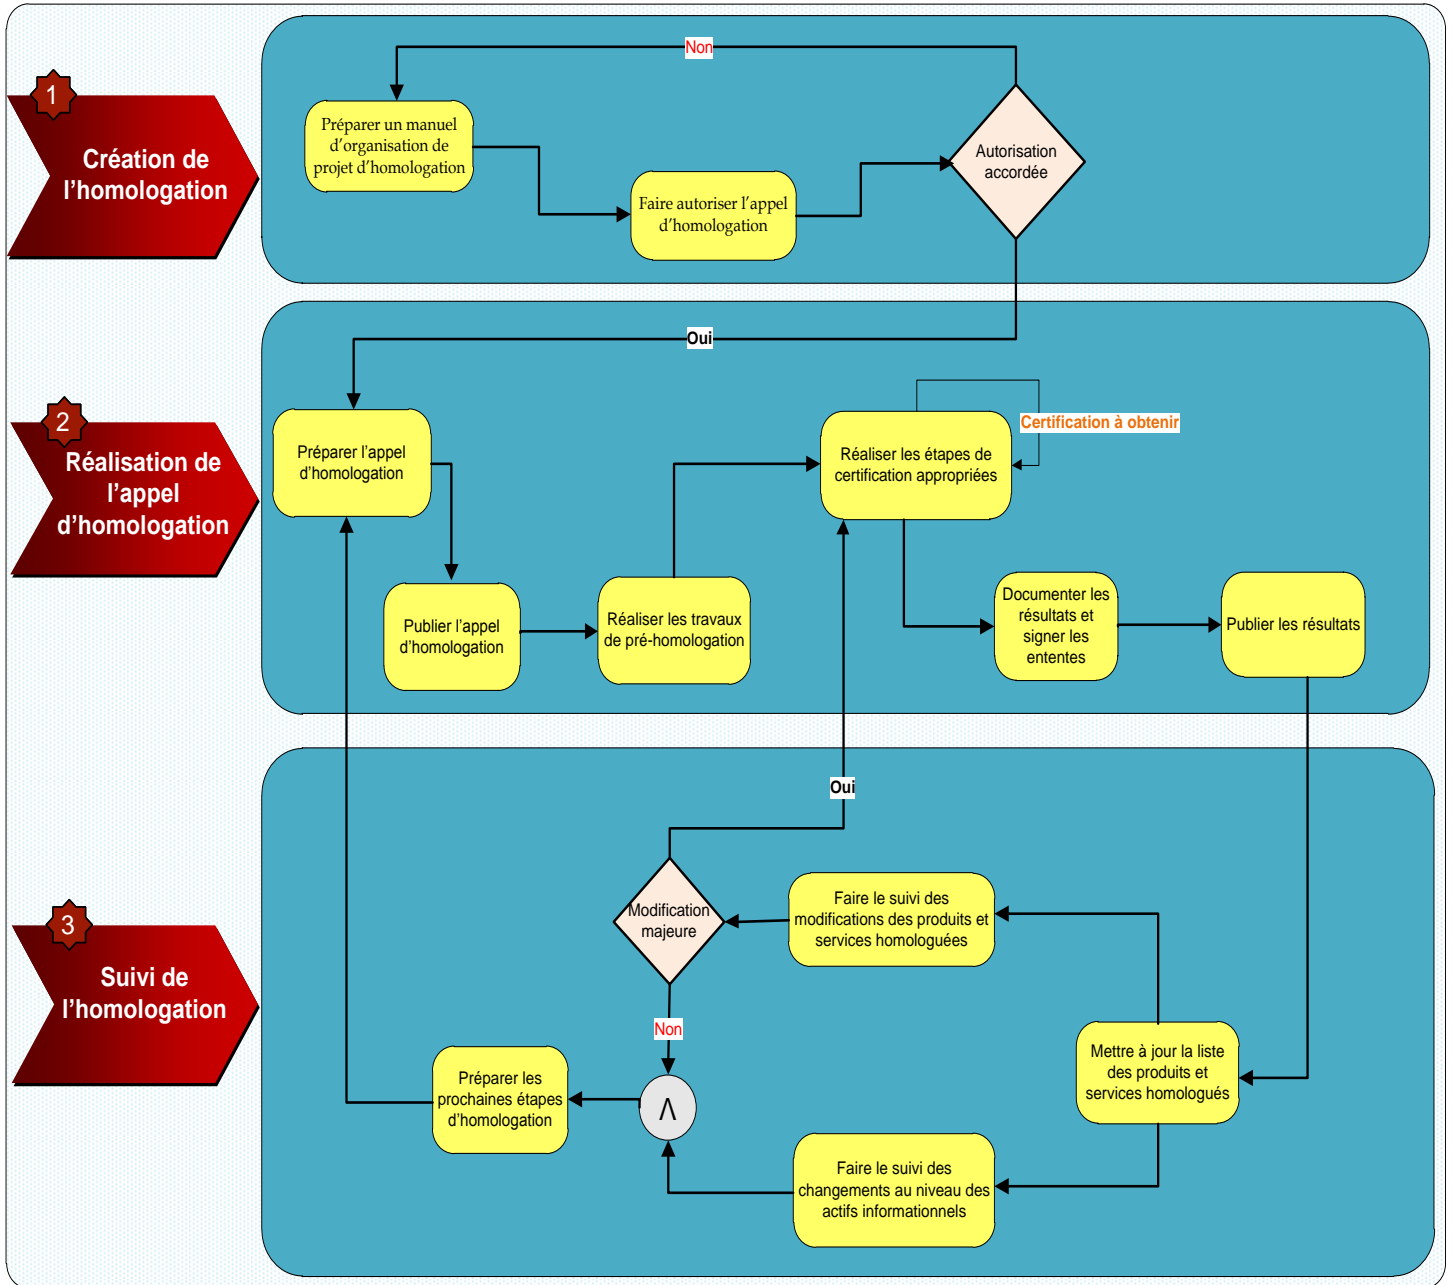 1
Création de
l'homologation
Non
Préparer un manuel
d'organisation de
projet d'homologation
Faire autoriser l'appel
d'homologation
Autorisation
accordée
Oui
2
Réalisation de
l'appel
d'homologation
Préparer l'appel
d'homologation
Publier l'appel
d'homologation
Réaliser les travaux
de pré-homologation
Réaliser les étapes de
certification appropriées
Certification à obtenir
Documenter les
résultats et
signer les
ententes
Publier les résultats
3
Suivi de
l'homologation
Oui
Modification
majeure
Non
Faire le suivi des
modifications des produits et
services homologuées
Mettre à jour la liste
des produits et
services homologués
Préparer les
prochaines étapes
d'homologation
Λ
Faire le suivi des
changements au niveau des
actifs informationnels